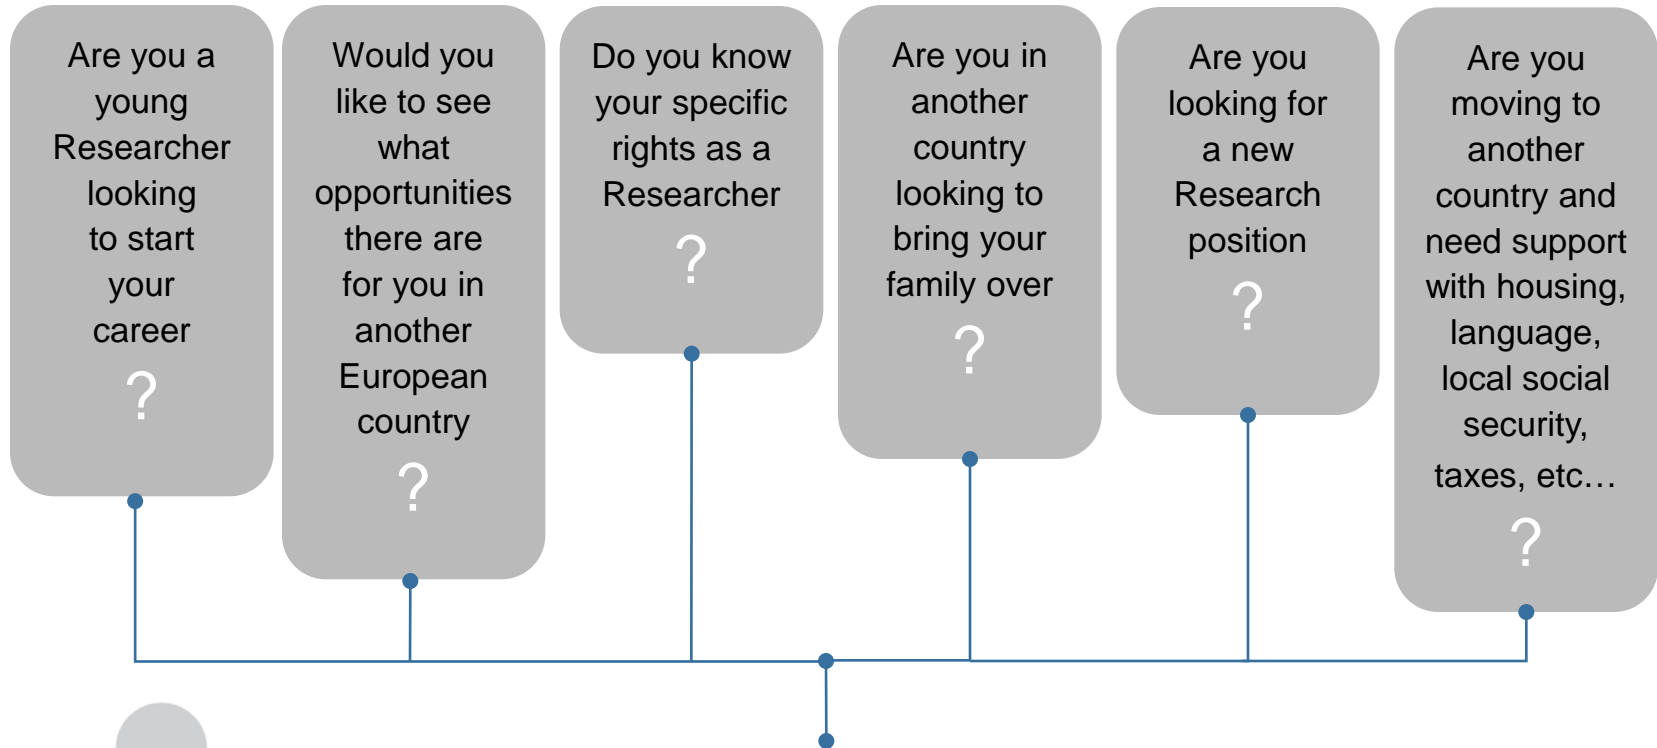 Are you a
young
Researcher
looking
to start
your
career
?
Would you
like to see
what
opportunities
there are
for you in
another
European
country
?
Do you know
your specific
rights as a
Researcher
?
Are you in
another
country
looking to
bring your
family over
?
Are you
looking for
a new
Research
position
?
Are you
moving to
another
country and
need support
with housing,
language,
local social
security,
taxes, etc…
?